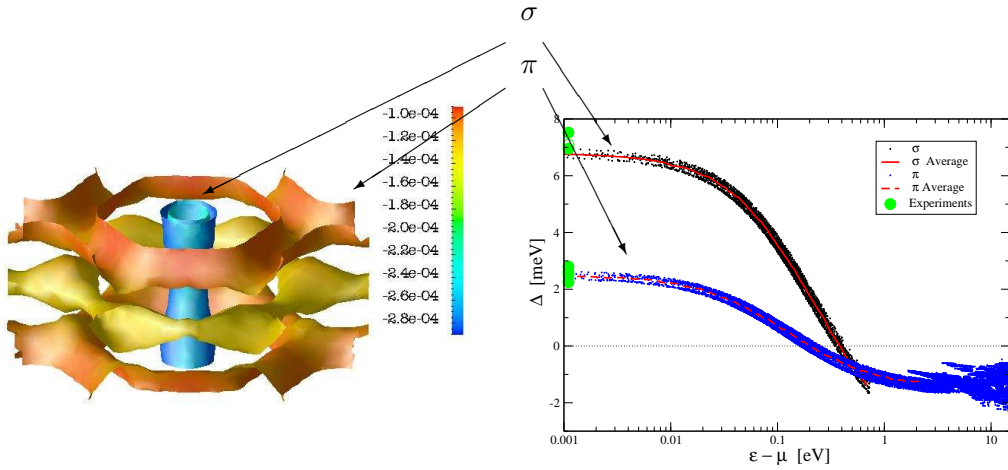 σ
π
-1.0e-04
-1.2e-04
-1.4e-04
-1.6e-04
-1.8e-04
-2.0e-04
-2.2e-04
-2.4e-04
-2.6e-04
-2.8e-04
8
6
4
2
0
-2
Δ [meV]
σ
σ Average
π
π Average
Experiments
0.001
0.01
0.1
1
10
ε − μ [eV]